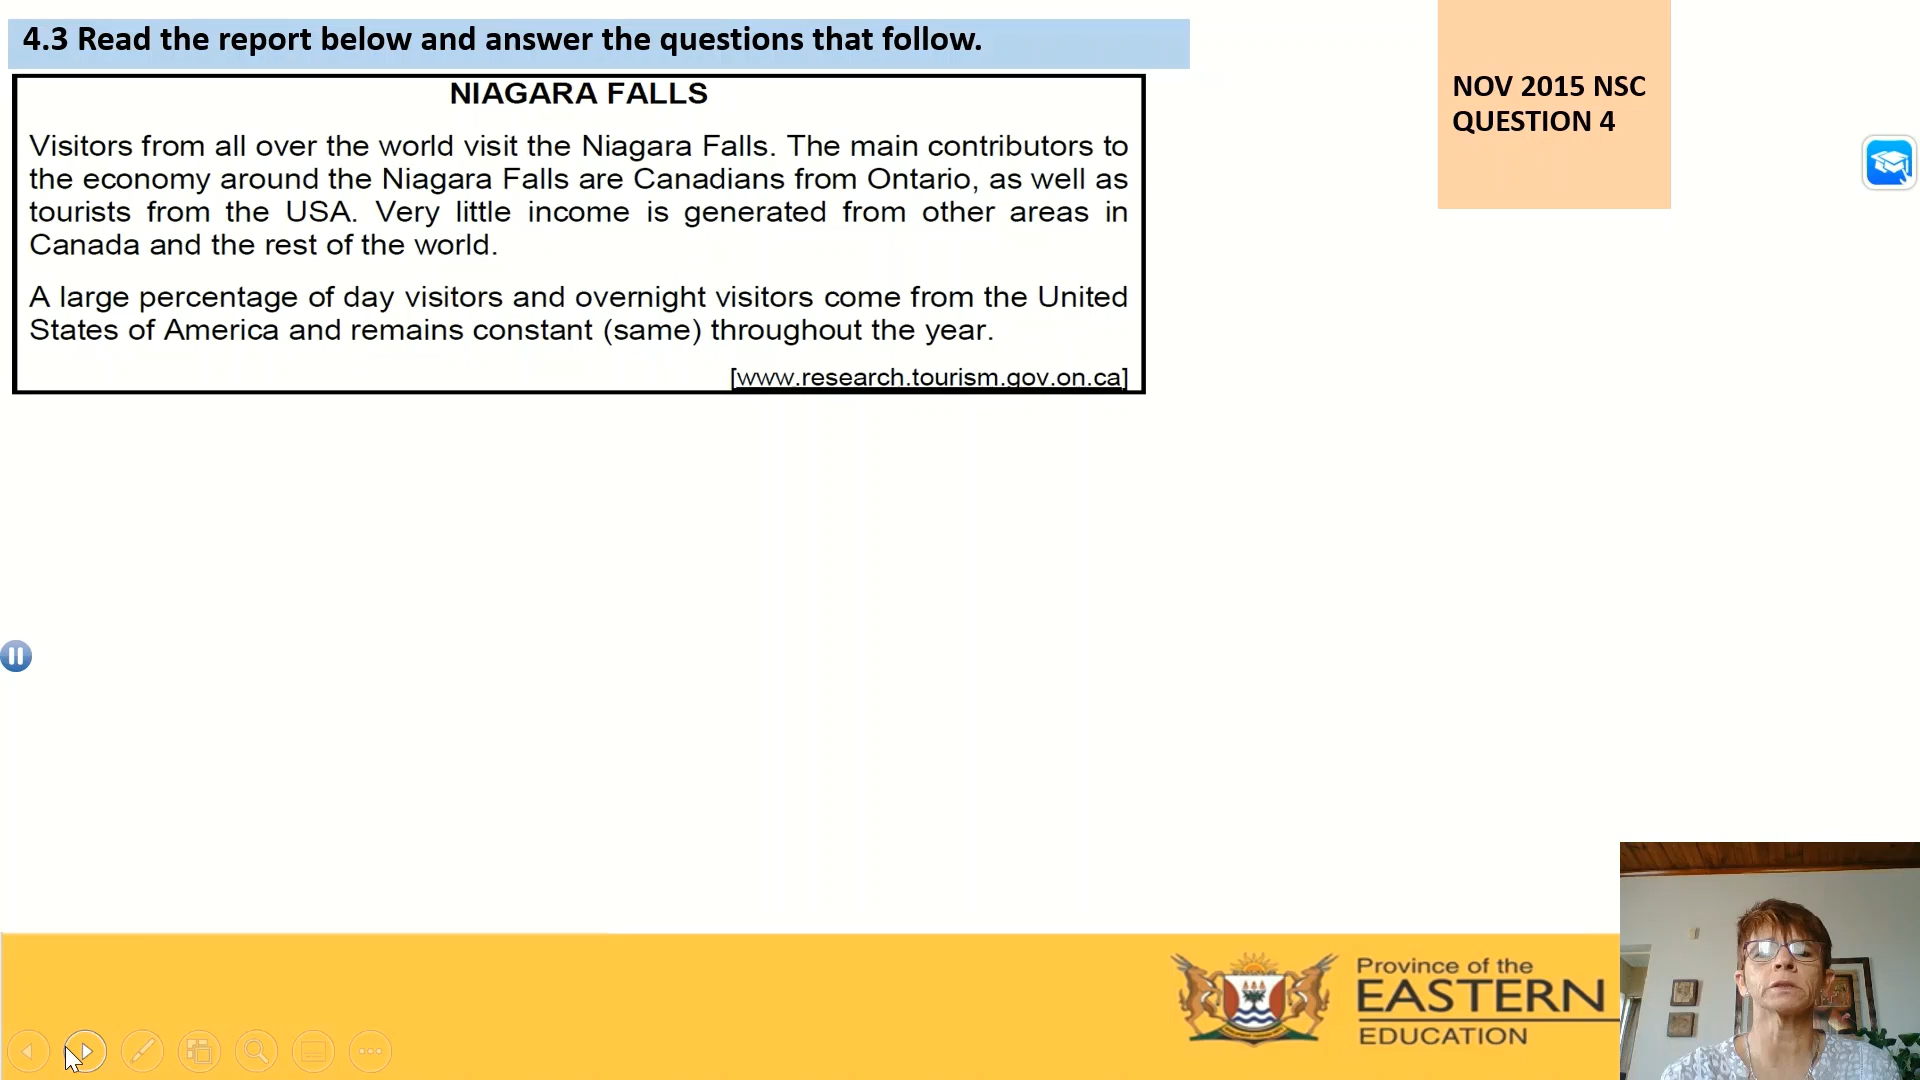 4.3 Read the report below and answer the questions that follow.
NIAGARA FALLS
Visitors from all over the world visit the Niagara Falls. The main contributors to
the economy around the Niagara Falls are Canadians from Ontario, as well as
tourists from the USA. Very little income is generated from other areas in
Canada and the rest of the world.
A large percentage of day visitors and overnight visitors come from the United
States of America and remains constant (same) throughout the year.
[www.research.tourism.gov.on.ca]
NOV 2015 NSC
QUESTION 4
Province of the
EASTERN
EDUCATION